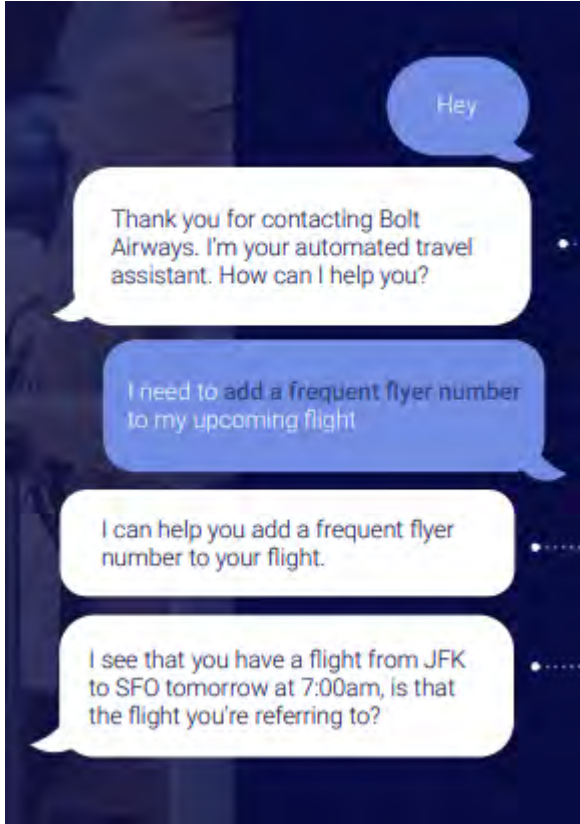 Hey
Thank you for contacting Bolt
Airways. I'm your automated travel
assistant. How can I help you?
I need to add a frequent flyer number
to my upcoming flight
I can help you add a frequent flyer
number to your flight.
I see that you have a flight from JFK
to SFO tomorrow at 7:00am, is that
the flight you're referring to?